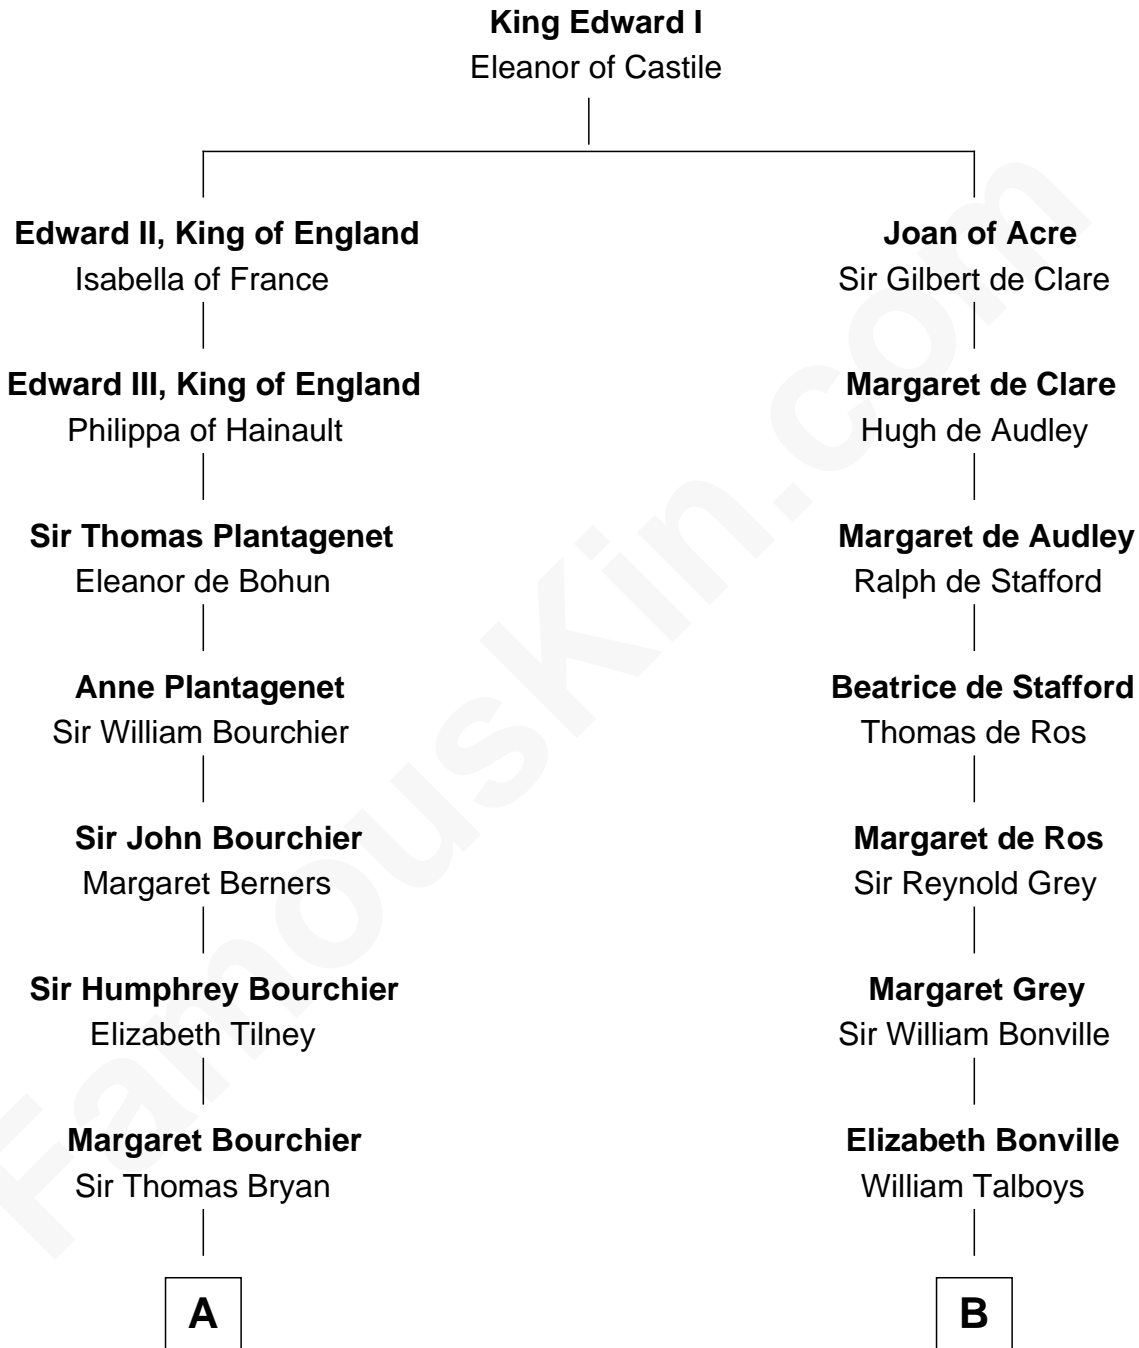 King Edward I
Eleanor of Castile
Edward II, King of England
Isabella of France
Joan of Acre
Sir Gilbert de Clare
Edward III, King of England
Philippa of Hainault
Margaret de Clare
Hugh de Audley
Sir Thomas Plantagenet
Eleanor de Bohun
Margaret de Audley
Ralph de Stafford
Anne Plantagenet
Sir William Bourchier
Beatrice de Stafford
Thomas de Ros
Sir John Bourchier
Margaret Berners
Margaret de Ros
Sir Reynold Grey
Sir Humphrey Bourchier
Elizabeth Tilney
Margaret Grey
Sir William Bonville
Margaret Bourchier
Sir Thomas Bryan
Elizabeth Bonville
William Talboys
A
B
FamousKin.com